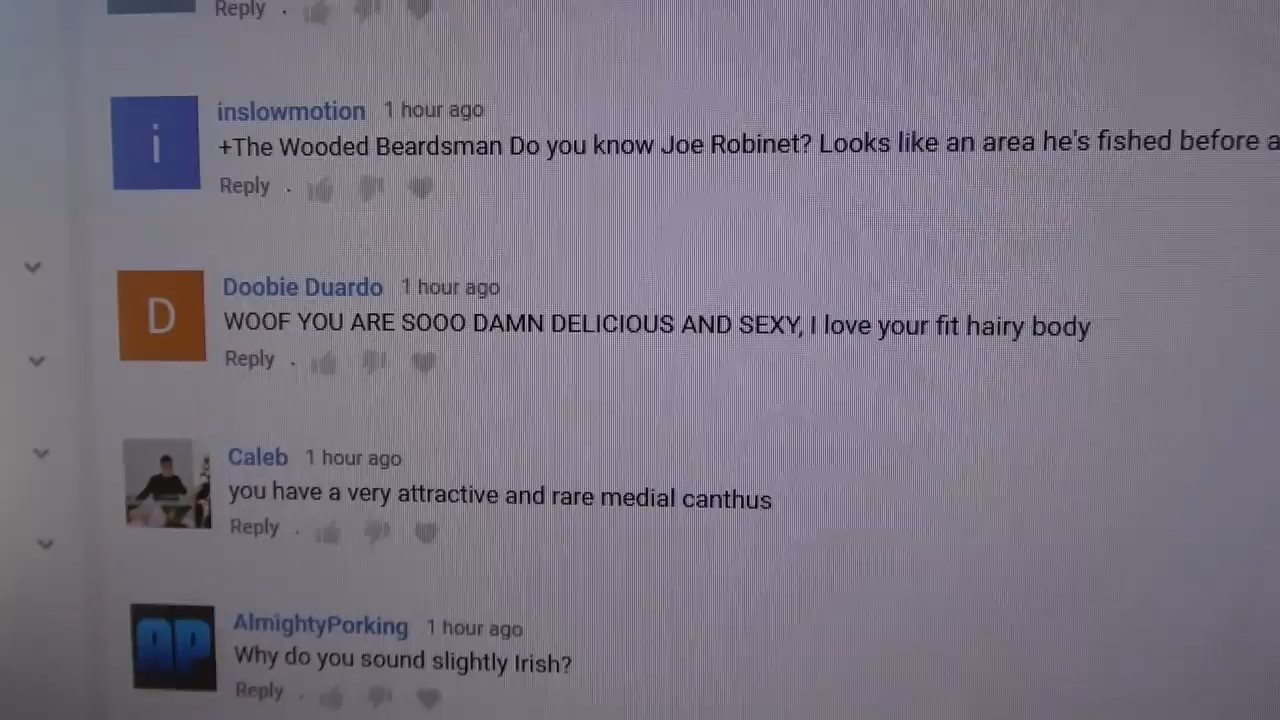 Reply .
i
inslowmotion 1 hour ago
+The Wooded Beardsman Do you know Joe Robinet? Looks like an area he's fished before a
Reply .
D
Doobie Duardo 1 hour ago
WOOF YOU ARE SOOO DAMN DELICIOUS AND SEXY, I love your fit hairy body
Reply .
Caleb 1 hour ago
you have a very attractive and rare medial canthus
Reply .
AP
AlmightyPorking 1 hour ago
Why do you sound slightly Irish?
Reply .